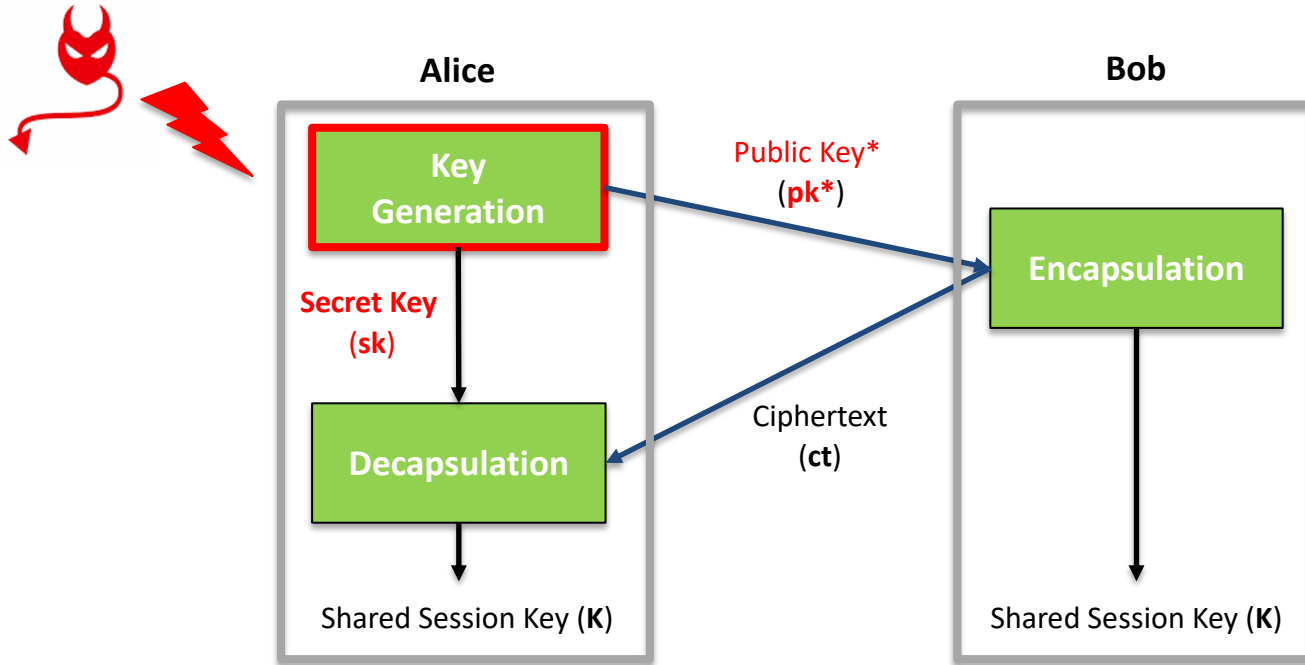 Alice
Bob
Key
Generation
Public Key*
(pk*)
Encapsulation
Secret Key
(sk)
Ciphertext
(ct)
Decapsulation
Shared Session Key (K)
Shared Session Key (K)